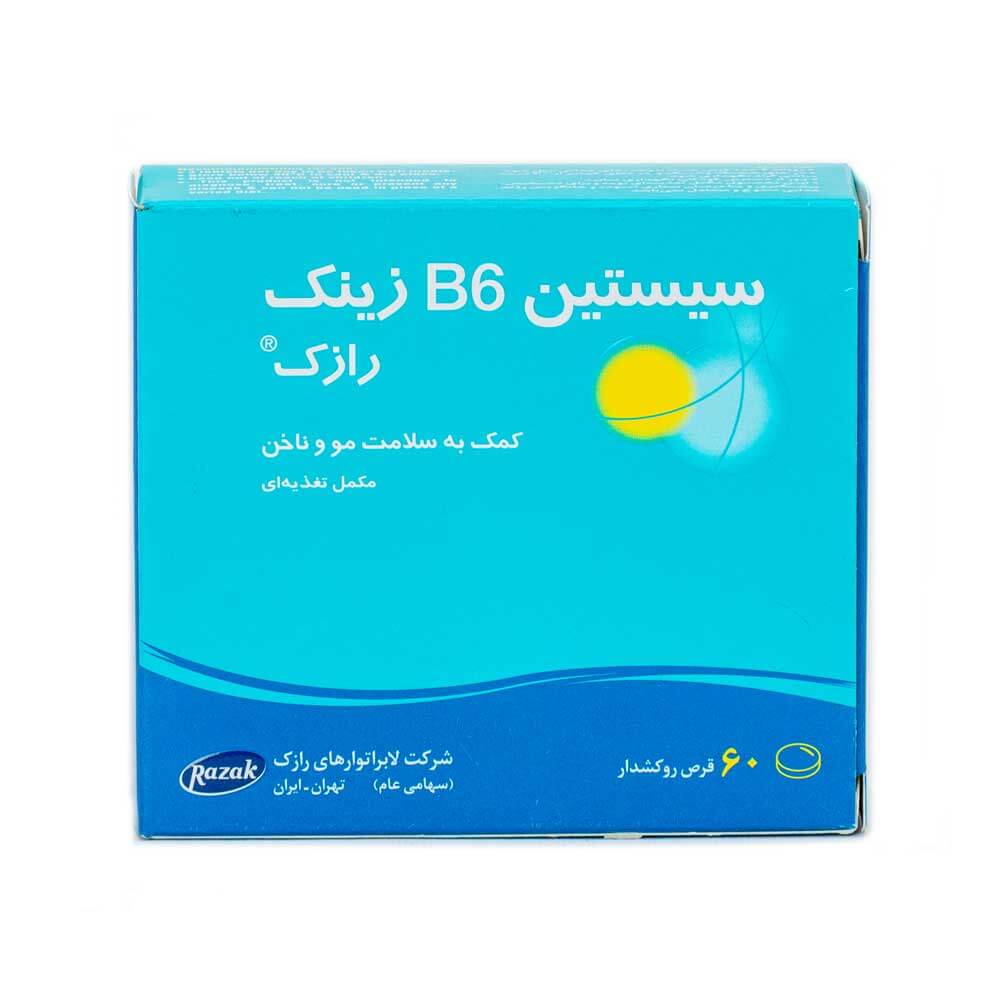 سیستین B6 زینک
رازک®
کمک به سلامت مو و ناخن
مکمل تغذیه‌ای
۶۰ قرص روکشدار
شرکت لابراتوارهای رازک
(سهامی عام) تهران-ایران
Razak